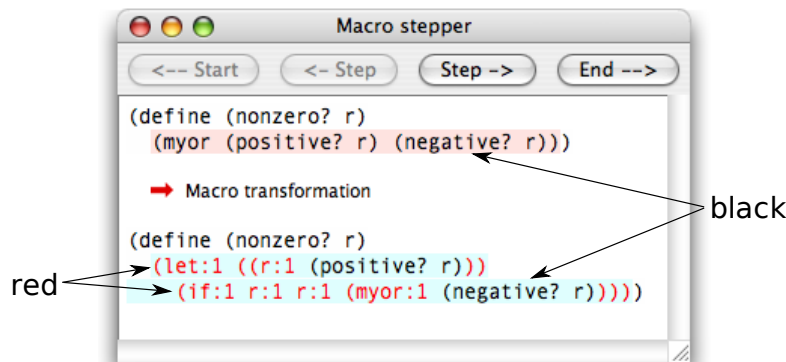 Macro stepper
<-- Start <- Step Step -> End -->
(define (nonzero? r)
(myor (positive? r) (negative? r)))
Macro transformation
black
(define (nonzero? r)
(let:1 ((r:1 (positive? r)))
red
(if:1 r:1 r:1 (myor:1 (negative? r)))))